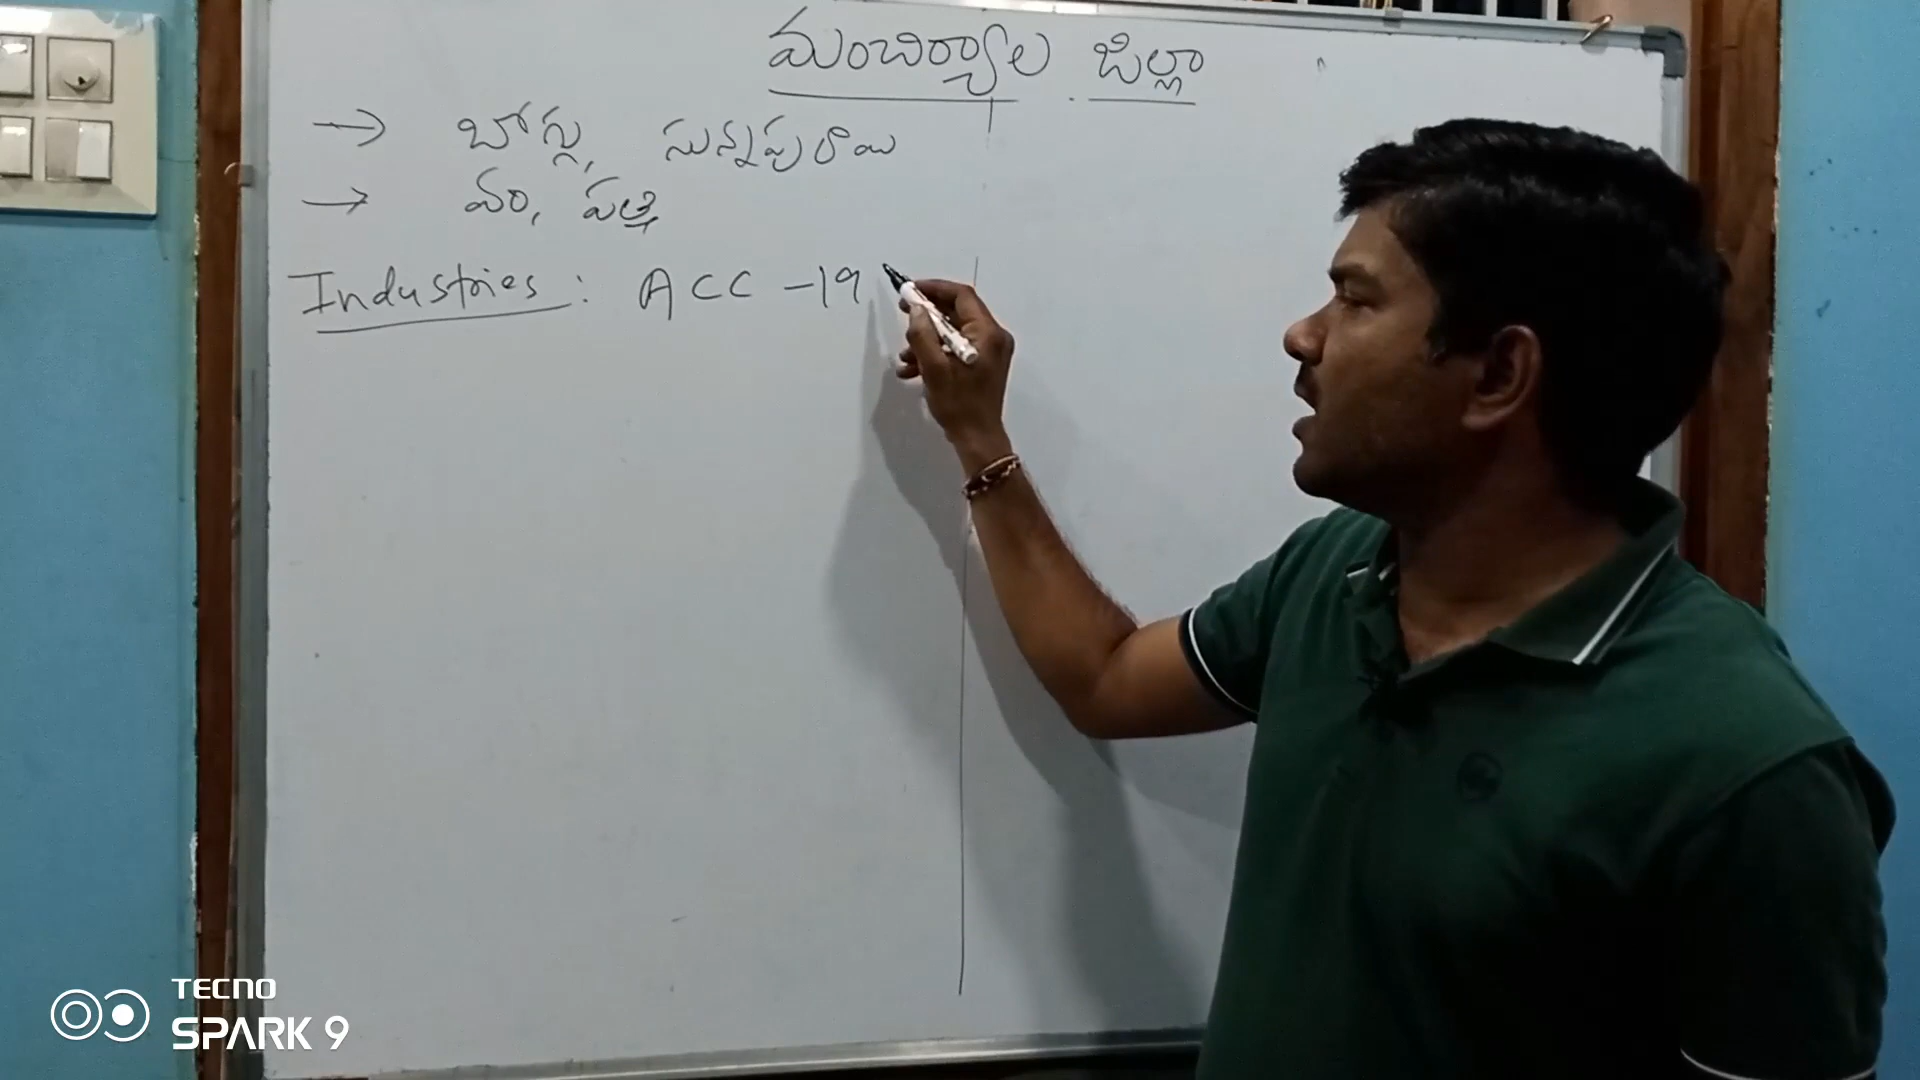 మంచిర్యాల జిల్లా
→ బోగ్గు, సున్నపురాయి
→ వరి, పత్తి
Industries : ACC -19
TECNO
SPARK 9